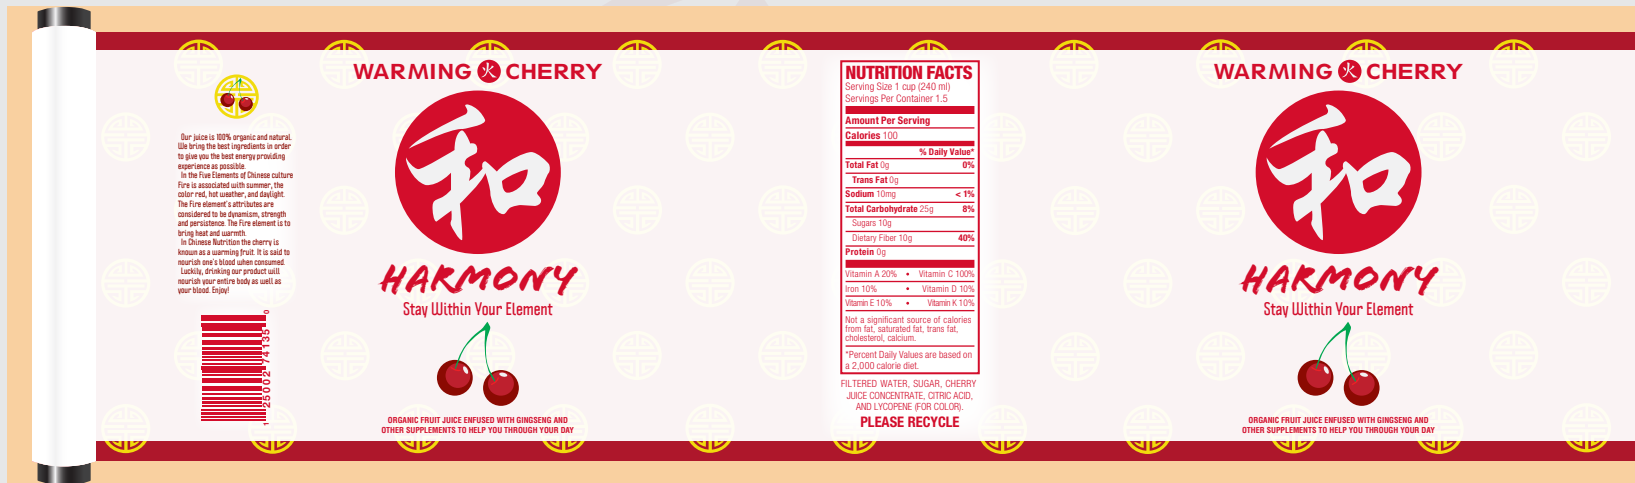 Our juice is 100% organic and natural.
We bring the best ingredients in order
to give you the best energy providing
experience as possible.
In the Five Elements of Chinese culture
Fire is associated with summer, the
color red, hot weather, and daylight.
The Fire element's attributes are
considered to be dynamism, strength
and persistence. The Fire element is to
bring heat and warmth.
In Chinese Nutrition the cherry is
known as a warming fruit. It is said to
nourish one's blood when consumed.
Luckily, drinking our product will
nourish your entire body as well as
your blood. Enjoy!
1 25002 74135 0
WARMING 火 CHERRY
和
HARMONY
Stay Within Your Element
ORGANIC FRUIT JUICE ENFUSED WITH GINGSENG AND
OTHER SUPPLEMENTS TO HELP YOU THROUGH YOUR DAY
NUTRITION FACTS
Serving Size 1 cup (240 ml)
Servings Per Container 1.5
Amount Per Serving
Calories 100
% Daily Value*
Total Fat 0g 0%
Trans Fat 0g
Sodium 10mg < 1%
Total Carbohydrate 25g 8%
Sugars 10g
Dietary Fiber 10g 40%
Protein 0g
Vitamin A 20% • Vitamin C 100%
Iron 10% • Vitamin D 10%
Vitamin E 10% • Vitamin K 10%
Not a significant source of calories
from fat, saturated fat, trans fat,
cholesterol, calcium.
*Percent Daily Values are based on
a 2,000 calorie diet.
FILTERED WATER, SUGAR, CHERRY
JUICE CONCENTRATE, CITRIC ACID,
AND LYCOPENE (FOR COLOR).
PLEASE RECYCLE
WARMING 火 CHERRY
和
HARMONY
Stay Within Your Element
ORGANIC FRUIT JUICE ENFUSED WITH GINGSENG AND
OTHER SUPPLEMENTS TO HELP YOU THROUGH YOUR DAY